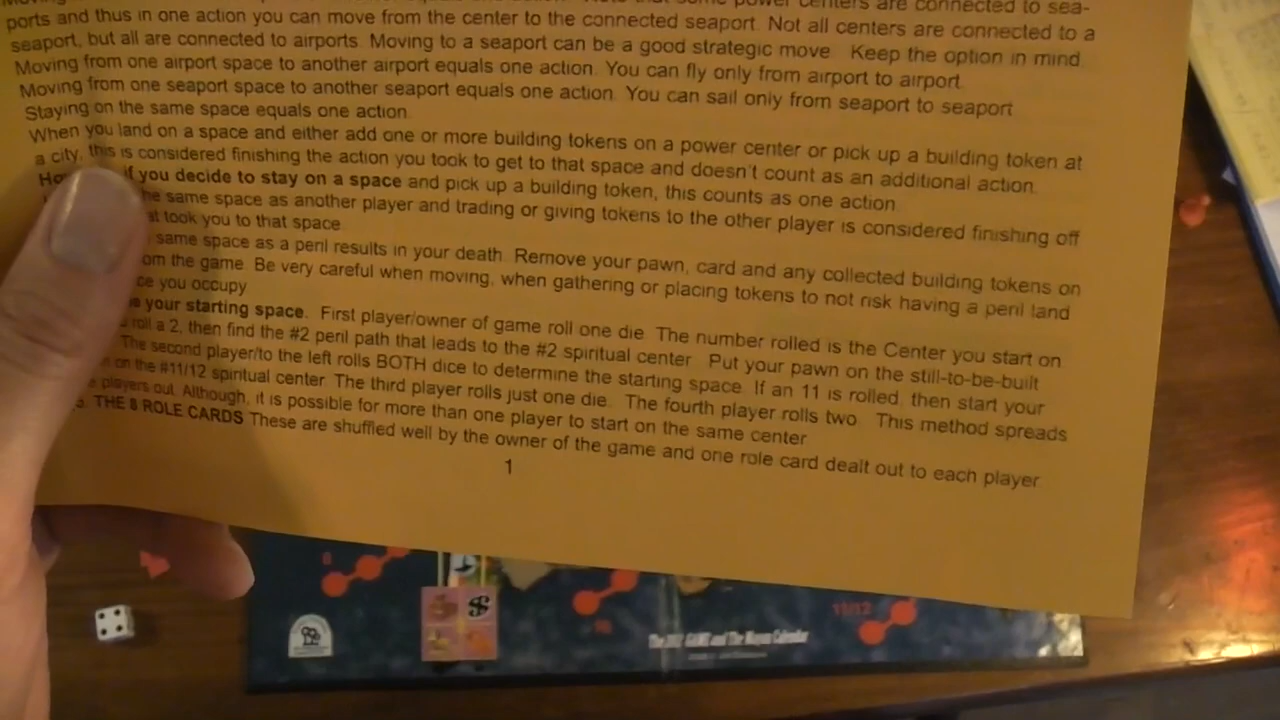 power centers are connected to sea-
ports and thus in one action you can move from the center to the connected seaport. Not all centers are connected to a
seaport, but all are connected to airports. Moving to a seaport can be a good strategic move. Keep the option in mind.
Moving from one airport space to another airport equals one action. You can fly only from airport to airport.
Moving from one seaport space to another seaport equals one action. You can sail only from seaport to seaport
Staying on the same space equals one action.
When you land on a space and either add one or more building tokens on a power center or pick up a building token at
a city, this is considered finishing the action you took to get to that space and doesn't count as an additional action.
if you decide to stay on a space and pick up a building token, this counts as one action.
he same space as another player and trading or giving tokens to the other player is considered finishing off
at took you to that space.
same space as a peril results in your death. Remove your pawn, card and any collected building tokens on
om the game. Be very careful when moving, when gathering or placing tokens to not risk having a peril land
ce you occupy
your starting space. First player/owner of game roll one die. The number rolled is the Center you start on.
roll a 2, then find the #2 peril path that leads to the #2 spiritual center. Put your pawn on the still-to-be-built
The second player/to the left rolls BOTH dice to determine the starting space. If an 11 is rolled, then start your
on the #11/12 spiritual center. The third player rolls just one die. The fourth player rolls two. This method spreads
players out. Although, it is possible for more than one player to start on the same center.
THE 8 ROLE CARDS These are shuffled well by the owner of the game and one role card dealt out to each player
1
$
11/12
The 2012 GAME and The Mayan Calendar